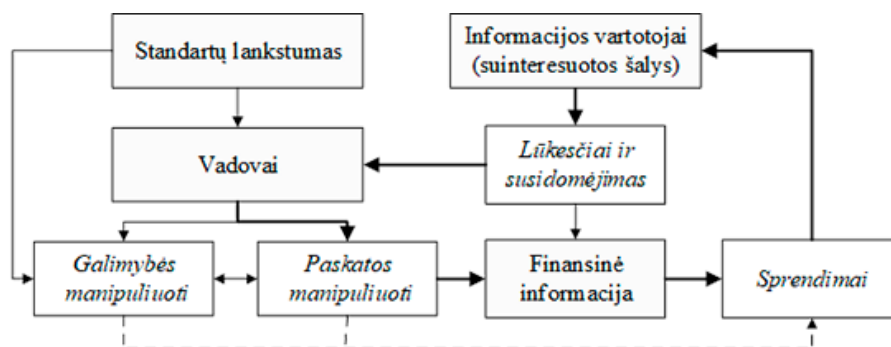 Standartų lankstumas
Informacijos vartotojai
(suinteresuotos šalys)
Vadovai
Lūkesčiai ir
susidomėjimas
Galimybės
manipuliuoti
Paskatos
manipuliuoti
Finansinė
informacija
Sprendimai